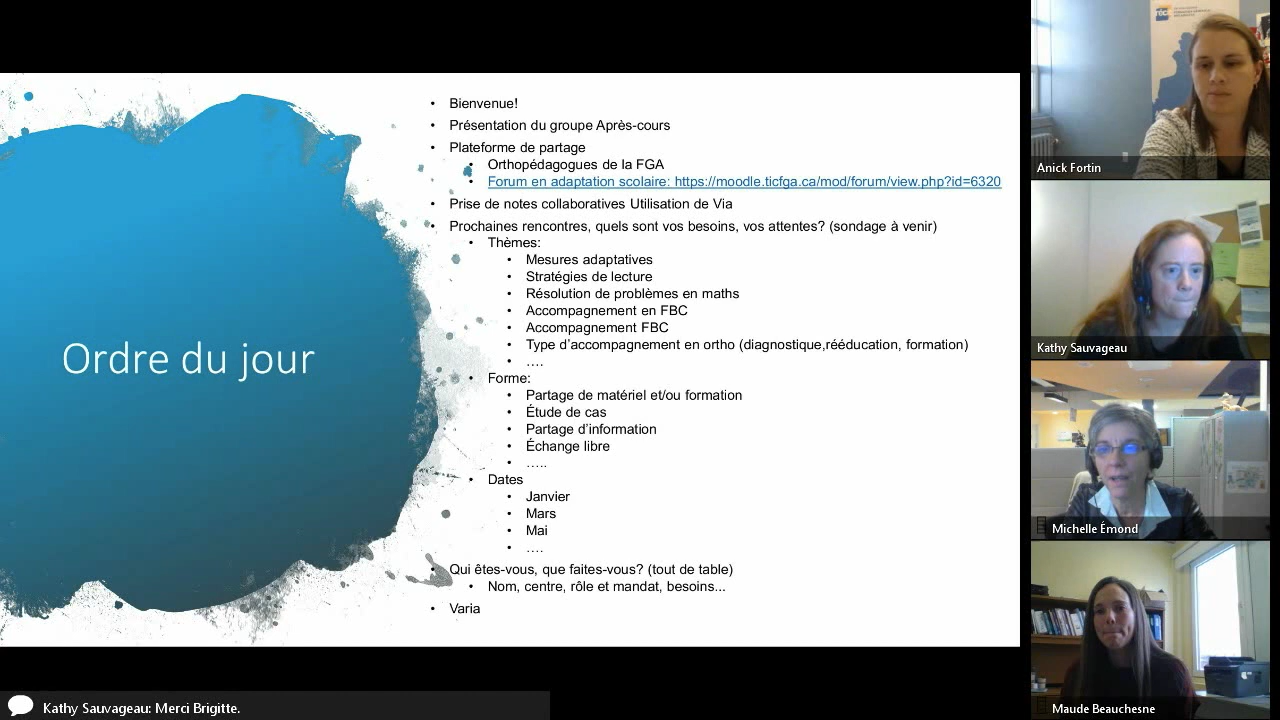 Ordre du jour
• Bienvenue!
• Présentation du groupe Après-cours
• Plateforme de partage
• Orthopédagogues de la FGA
• Forum en adaptation scolaire: https://moodle.ticfga.ca/mod/forum/view.php?id=6320
• Prise de notes collaboratives Utilisation de Via
• Prochaines rencontres, quels sont vos besoins, vos attentes? (sondage à venir)
• Thèmes:
• Mesures adaptatives
• Stratégies de lecture
• Résolution de problèmes en maths
• Accompagnement en FBC
• Accompagnement FBC
• Type d'accompagnement en ortho (diagnostique,rééducation, formation)
• ....
• Forme:
• Partage de matériel et/ou formation
• Étude de cas
• Partage d'information
• Échange libre
• .....
• Dates
• Janvier
• Mars
• Mai
• ....
• Qui êtes-vous, que faites-vous? (tout de table)
• Nom, centre, rôle et mandat, besoins...
• Varia
Anick Fortin
Kathy Sauvageau
Michelle Émond
Maude Beauchesne
Kathy Sauvageau: Merci Brigitte.